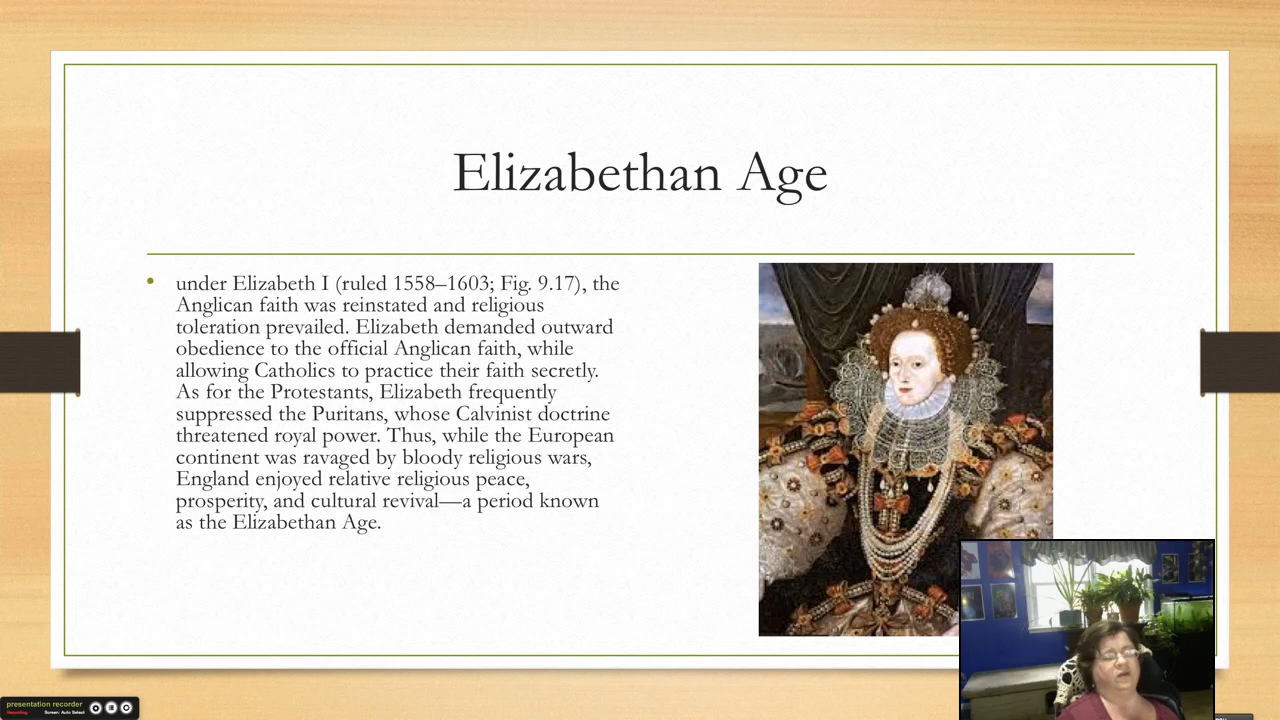 Elizabethan Age
under Elizabeth I (ruled 1558–1603; Fig. 9.17), the
Anglican faith was reinstated and religious
toleration prevailed. Elizabeth demanded outward
obedience to the official Anglican faith, while
allowing Catholics to practice their faith secretly.
As for the Protestants, Elizabeth frequently
suppressed the Puritans, whose Calvinist doctrine
threatened royal power. Thus, while the European
continent was ravaged by bloody religious wars,
England enjoyed relative religious peace,
prosperity, and cultural revival—a period known
as the Elizabethan Age.
presentation recorder
Recording
Screen: Auto Select